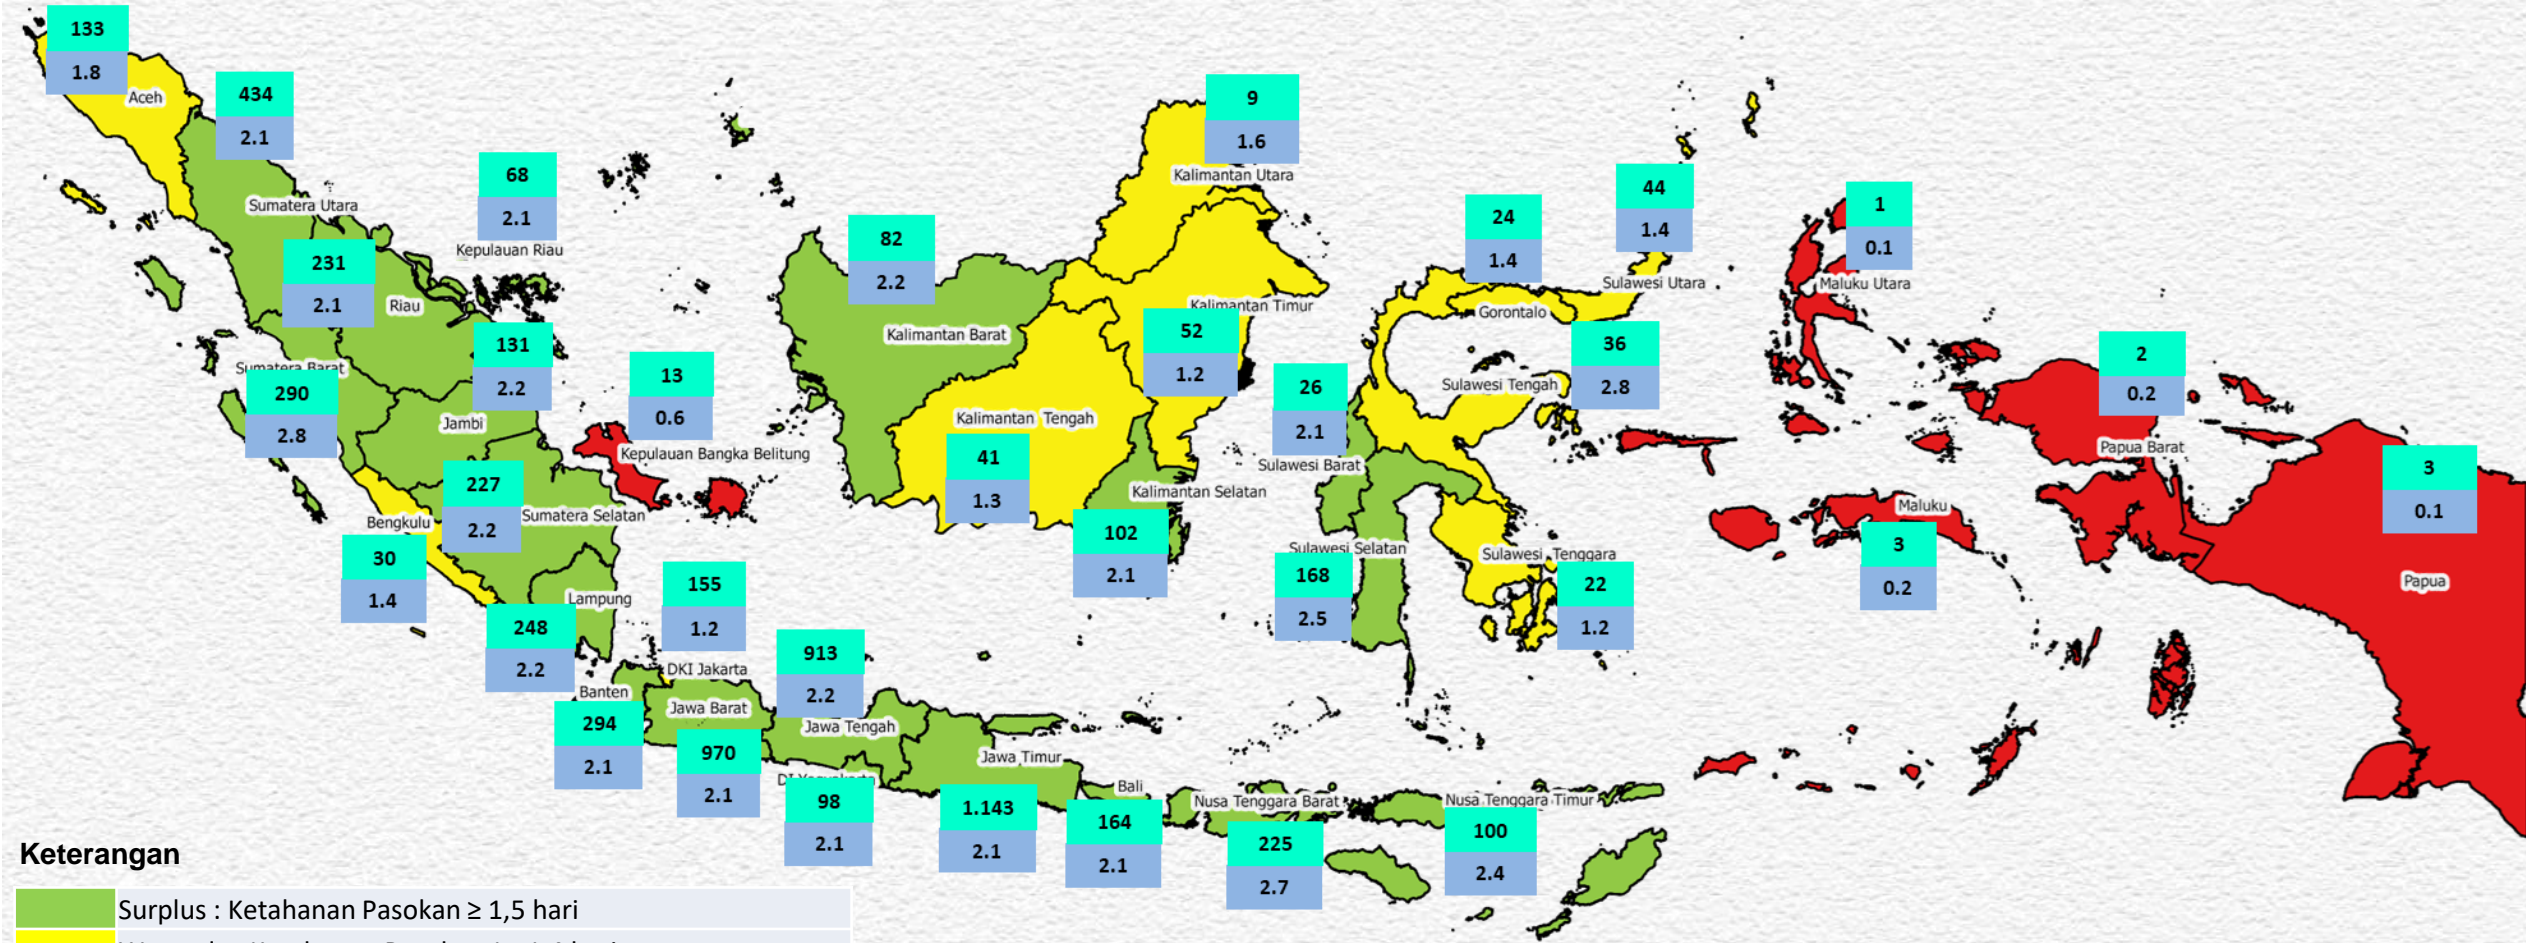 133
1.8
Aceh
434
2.1
Sumatera Utara
68
2.1
Kepulauan Riau
231
2.1
Riau
131
2.2
Sumatera Barat
290
2.8
Jambi
13
0.6
Kepulauan Bangka Belitung
227
2.2
Sumatera Selatan
Bengkulu
30
1.4
Lampung
248
2.2
155
1.2
DKI Jakarta
Banten
294
2.1
Jawa Barat
970
2.1
913
2.2
Jawa Tengah
DI Yogyakarta
98
2.1
Jawa Timur
1.143
2.1
Bali
164
2.1
Nusa Tenggara Barat
225
2.7
Nusa Tenggara Timur
100
2.4
82
2.2
Kalimantan Barat
9
1.6
Kalimantan Utara
Kalimantan Timur
52
1.2
Kalimantan Tengah
41
1.3
Kalimantan Selatan
102
2.1
24
1.4
Gorontalo
44
1.4
Sulawesi Utara
36
2.8
Sulawesi Tengah
26
2.1
Sulawesi Barat
Sulawesi Selatan
168
2.5
Sulawesi Tenggara
22
1.2
1
0.1
Maluku Utara
2
0.2
Papua Barat
Maluku
3
0.2
3
0.1
Papua
Keterangan
Surplus : Ketahanan Pasokan ≥ 1,5 hari